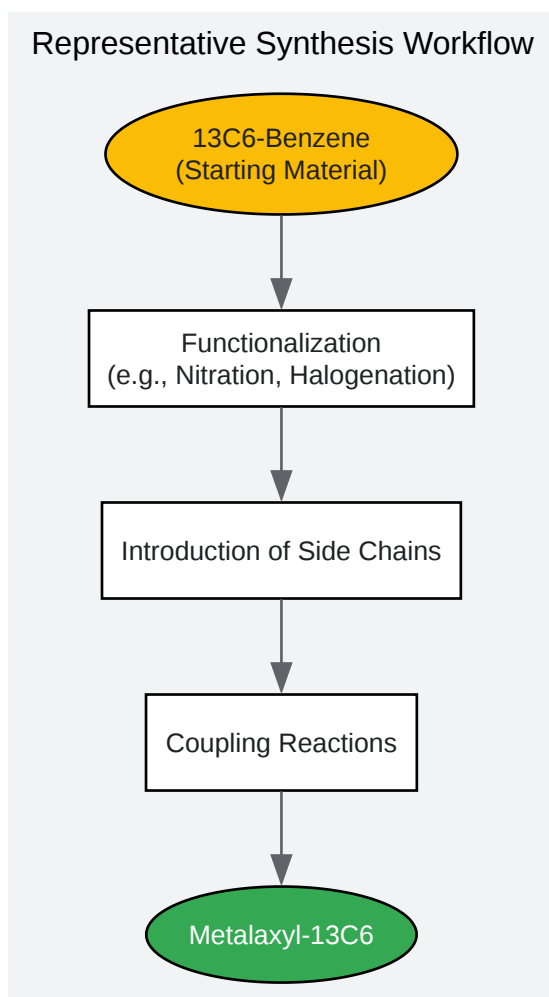 Representative Synthesis Workflow
13C6-Benzene
(Starting Material)
Functionalization
(e.g., Nitration, Halogenation)
Introduction of Side Chains
Coupling Reactions
Metalaxyl-13C6